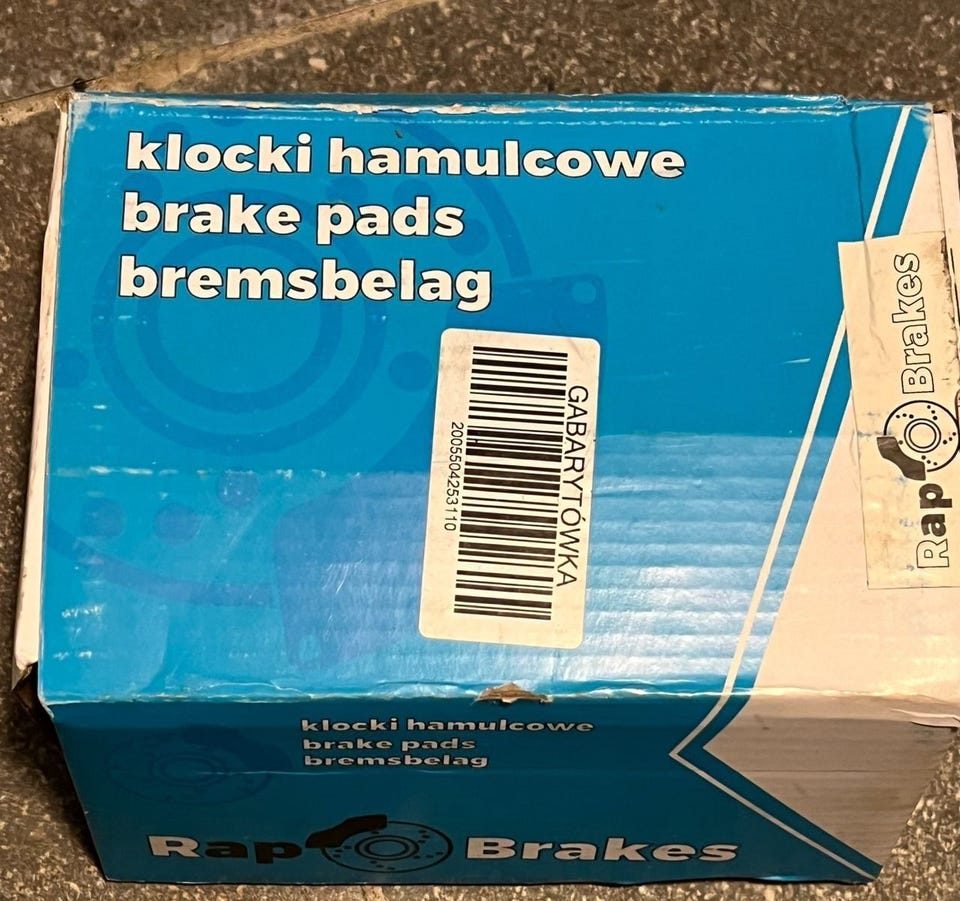 klocki hamulcowe
brake pads
bremsbelag
GABARYTÓWKA
2005504253110
Rap Brakes
klocki hamulcowe
brake pads
bremsbelag
Rap Brakes